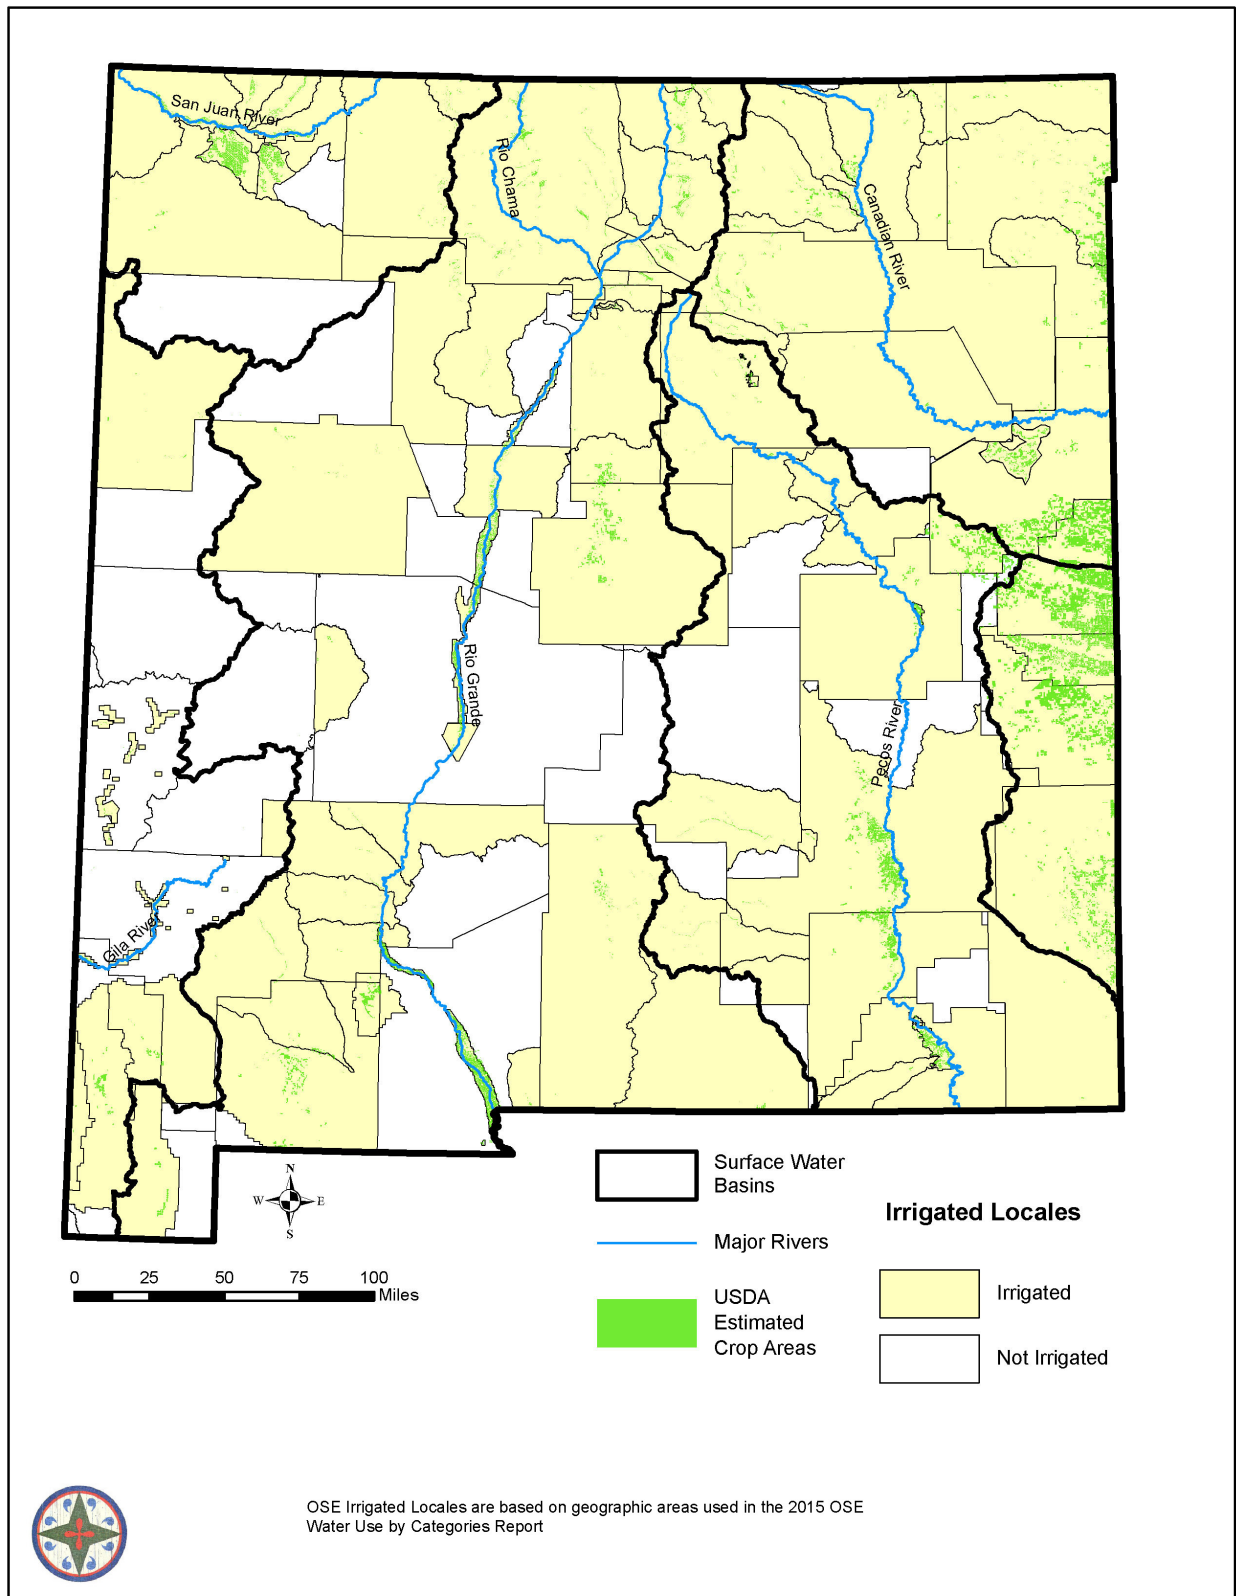 San Juan River
Rio Chama
Canadian River
Rio Grande
Pecos River
Gila River
N
W
E
S
0 25 50 75 100
Miles
Surface Water
Basins
Major Rivers
USDA
Estimated
Crop Areas
Irrigated Locales
Irrigated
Not Irrigated
OSE Irrigated Locales are based on geographic areas used in the 2015 OSE
Water Use by Categories Report